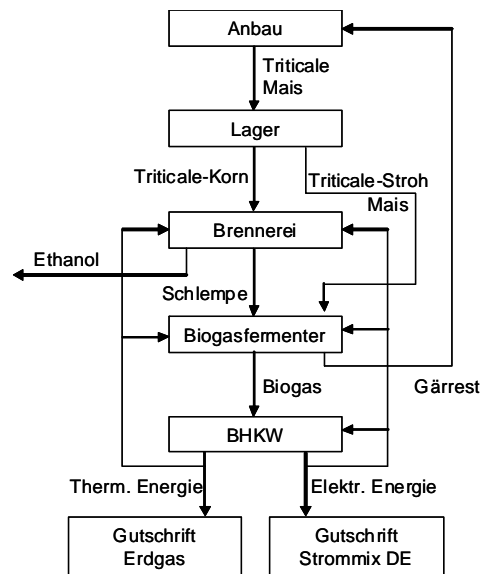 Anbau
Triticale
Mais
Lager
Triticale-Korn
Triticale-Stroh
Mais
Brennerei
Ethanol
Schlempe
Biogasfermenter
Biogas
Gärrest
BHKW
Therm. Energie
Elektr. Energie
Gutschrift
Erdgas
Gutschrift
Strommix DE